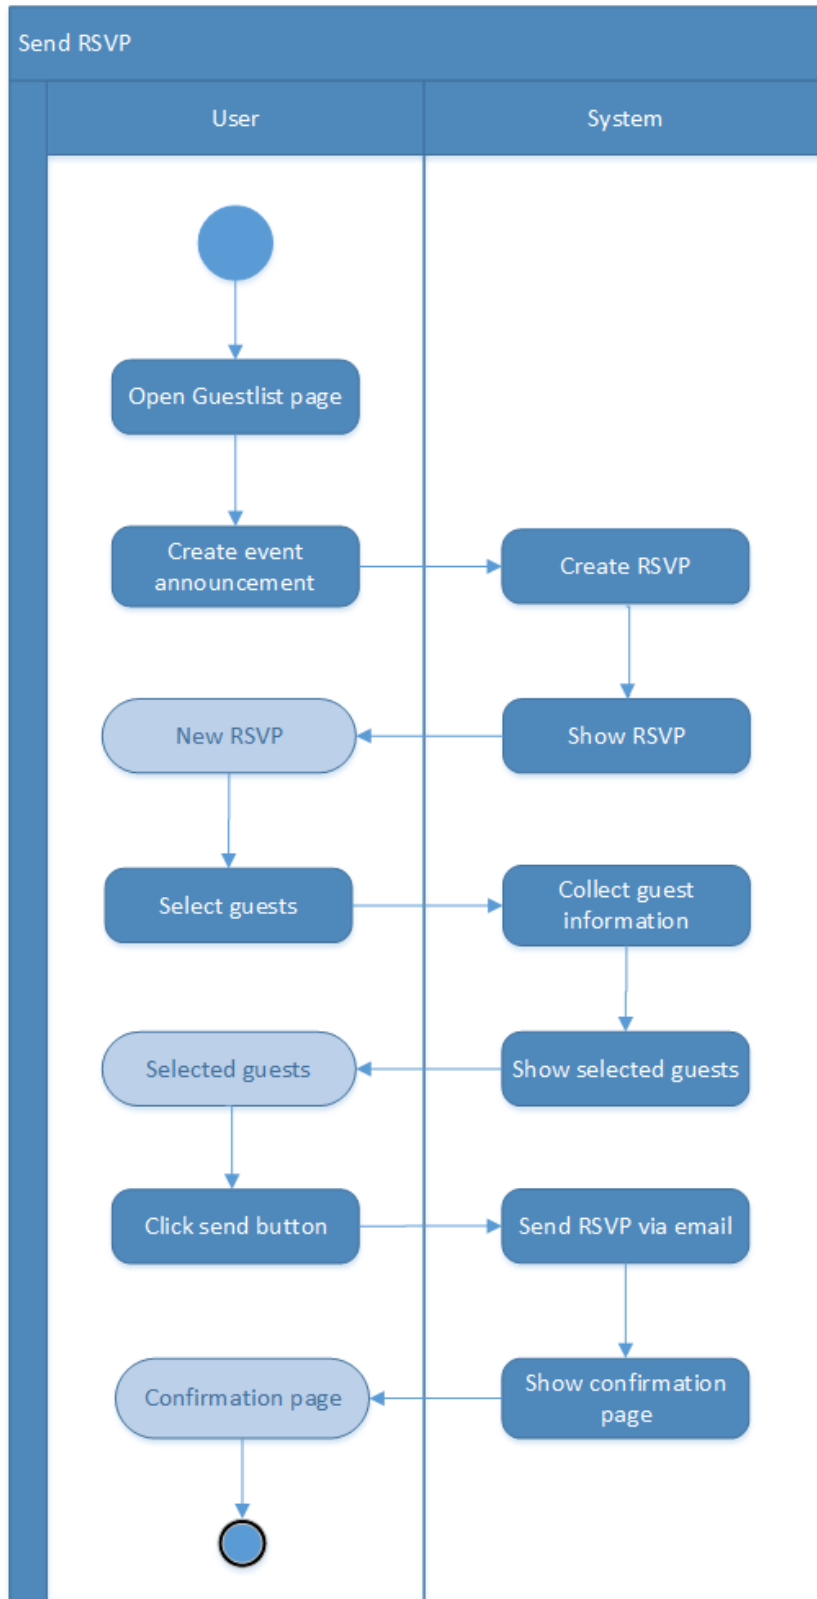 Send RSVP
User
System
Open Guestlist page
Create event
announcement
Create RSVP
New RSVP
Show RSVP
Select guests
Collect guest
information
Selected guests
Show selected guests
Click send button
Send RSVP via email
Confirmation page
Show confirmation
page